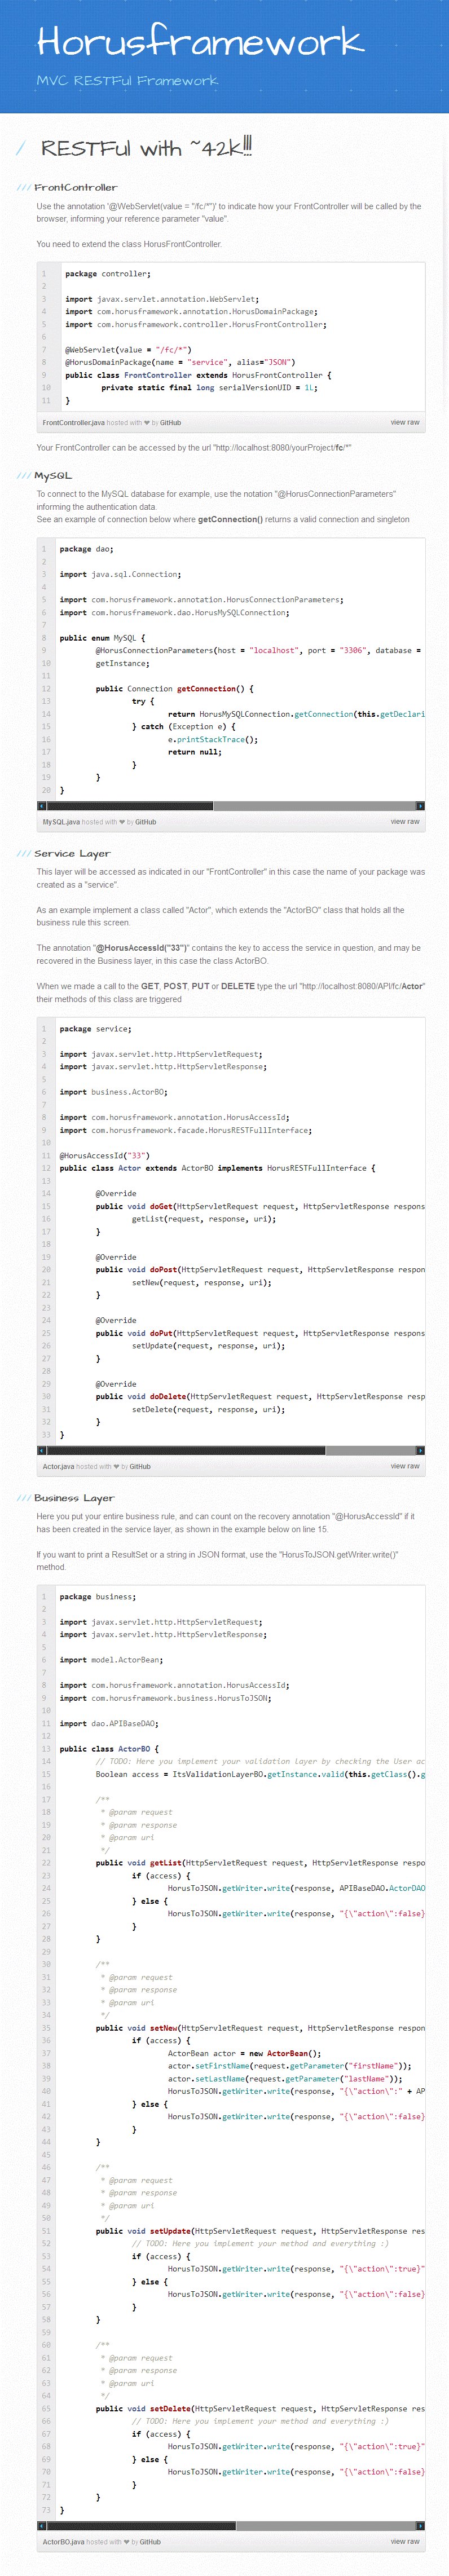 Horusframework
MVC RESTFul Framework
/ RESTFul with ~42k!!!
/// FrontController
Use the annotation '@WebServlet(value = "/fc/*")' to indicate how your FrontController will be called by the
browser, informing your reference parameter "value".
You need to extend the class HorusFrontController.
1 package controller;
2
3 import javax.servlet.annotation.WebServlet;
4 import com.horusframework.annotation.HorusDomainPackage;
5 import com.horusframework.controller.HorusFrontController;
6
7 @WebServlet(value = "/fc/*")
8 @HorusDomainPackage(name = "service", alias="JSON")
9 public class FrontController extends HorusFrontController {
10 private static final long serialVersionUID = 1L;
11 }
FrontController.java hosted with ❤ by GitHub view raw
Your FrontController can be accessed by the url "http://localhost:8080/yourProject/fc/*"
/// MySQL
To connect to the MySQL database for example, use the notation "@HorusConnectionParameters"
informing the authentication data.
See an example of connection below where getConnection() returns a valid connection and singleton
1 package dao;
2
3 import java.sql.Connection;
4
5 import com.horusframework.annotation.HorusConnectionParameters;
6 import com.horusframework.dao.HorusMySQLConnection;
7
8 public enum MySQL {
9 @HorusConnectionParameters(host = "localhost", port = "3306", database =
10 getInstance;
11
12 public Connection getConnection() {
13 try {
14 return HorusMySQLConnection.getConnection(this.getDeclari
15 } catch (Exception e) {
16 e.printStackTrace();
17 return null;
18 }
19 }
20 }
MySQL.java hosted with ❤ by GitHub view raw
/// Service Layer
This layer will be accessed as indicated in our "FrontController" in this case the name of your package was
created as a "service".
As an example implement a class called "Actor", which extends the "ActorBO" class that holds all the
business rule this screen.
The annotation "@HorusAccessId("33")" contains the key to access the service in question, and may be
recovered in the Business layer, in this case the class ActorBO.
When we made a call to the GET, POST, PUT or DELETE type the url "http://localhost:8080/API/fc/Actor"
their methods of this class are triggered
1 package service;
2
3 import javax.servlet.http.HttpServletRequest;
4 import javax.servlet.http.HttpServletResponse;
5
6 import business.ActorBO;
7
8 import com.horusframework.annotation.HorusAccessId;
9 import com.horusframework.facade.HorusRESTFullInterface;
10
11 @HorusAccessId("33")
12 public class Actor extends ActorBO implements HorusRESTFullInterface {
13
14 @Override
15 public void doGet(HttpServletRequest request, HttpServletResponse respons
16 getList(request, response, uri);
17 }
18
19 @Override
20 public void doPost(HttpServletRequest request, HttpServletResponse respon
21 setNew(request, response, uri);
22 }
23
24 @Override
25 public void doPut(HttpServletRequest request, HttpServletResponse respons
26 setUpdate(request, response, uri);
27 }
28
29 @Override
30 public void doDelete(HttpServletRequest request, HttpServletResponse resp
31 setDelete(request, response, uri);
32 }
33 }
Actor.java hosted with ❤ by GitHub view raw
/// Business Layer
Here you put your entire business rule, and can count on the recovery annotation "@HorusAccessId" if it
has been created in the service layer, as shown in the example below on line 15.
If you want to print a ResultSet or a string in JSON format, use the "HorusToJSON.getWriter.write()"
method.
1 package business;
2
3 import javax.servlet.http.HttpServletRequest;
4 import javax.servlet.http.HttpServletResponse;
5
6 import model.ActorBean;
7
8 import com.horusframework.annotation.HorusAccessId;
9 import com.horusframework.business.HorusToJSON;
10
11 import dao.APIBaseDAO;
12
13 public class ActorBO {
14 // TODO: Here you implement your validation layer by checking the User ac
15 Boolean access = ItsValidationLayerBO.getInstance.valid(this.getClass().g
16
17 /**
18 * @param request
19 * @param response
20 * @param uri
21 */
22 public void getList(HttpServletRequest request, HttpServletResponse respo
23 if (access) {
24 HorusToJSON.getWriter.write(response, APIBaseDAO.ActorDAO
25 } else {
26 HorusToJSON.getWriter.write(response, "{\"action\":false}
27 }
28 }
29
30 /**
31 * @param request
32 * @param response
33 * @param uri
34 */
35 public void setNew(HttpServletRequest request, HttpServletResponse respon
36 if (access) {
37 ActorBean actor = new ActorBean();
38 actor.setFirstName(request.getParameter("firstName"));
39 actor.setLastName(request.getParameter("lastName"));
40 HorusToJSON.getWriter.write(response, "{\"action\":" + AP
41 } else {
42 HorusToJSON.getWriter.write(response, "{\"action\":false}
43 }
44 }
45
46 /**
47 * @param request
48 * @param response
49 * @param uri
50 */
51 public void setUpdate(HttpServletRequest request, HttpServletResponse res
52 // TODO: Here you implement your method and everything :)
53 if (access) {
54 HorusToJSON.getWriter.write(response, "{\"action\":true}"
55 } else {
56 HorusToJSON.getWriter.write(response, "{\"action\":false}
57 }
58 }
59
60 /**
61 * @param request
62 * @param response
63 * @param uri
64 */
65 public void setDelete(HttpServletRequest request, HttpServletResponse res
66 // TODO: Here you implement your method and everything :)
67 if (access) {
68 HorusToJSON.getWriter.write(response, "{\"action\":true}"
69 } else {
70 HorusToJSON.getWriter.write(response, "{\"action\":false}
71 }
72 }
73 }
ActorBO.java hosted with ❤ by GitHub view raw